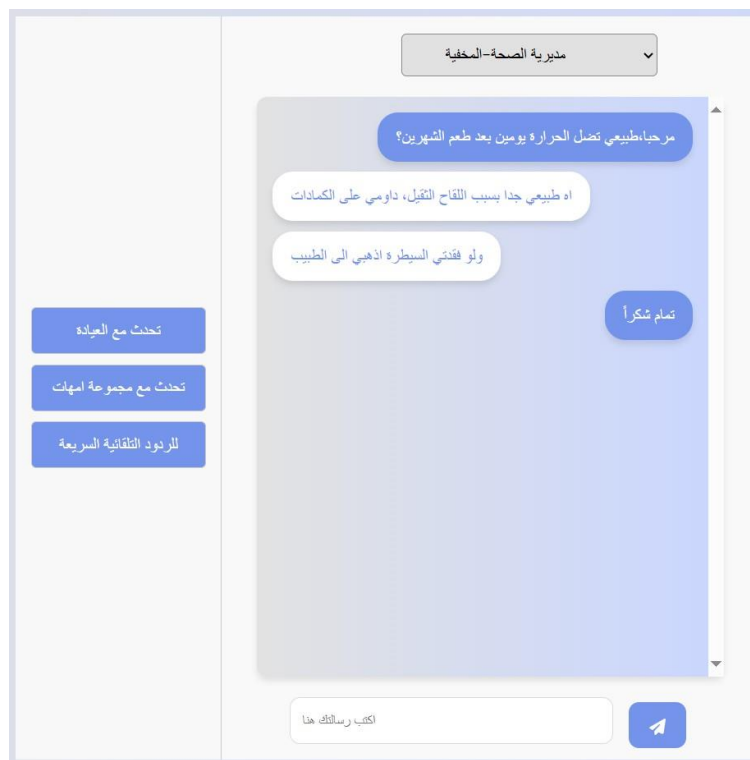 مديرية الصحة-المخفية
مرحبا،طبيعي تضل الحرارة يومين بعد طعم الشهرين؟
اه طبيعي جدا بسبب اللقاح الثقيل، داومي على الكمادات
ولو فقدتي السيطرة اذهبي الى الطبيب
تمام شكراً
تحدث مع العيادة
تحدث مع مجموعة امهات
للردود التلقائية السريعة
اكتب رسالتك هنا